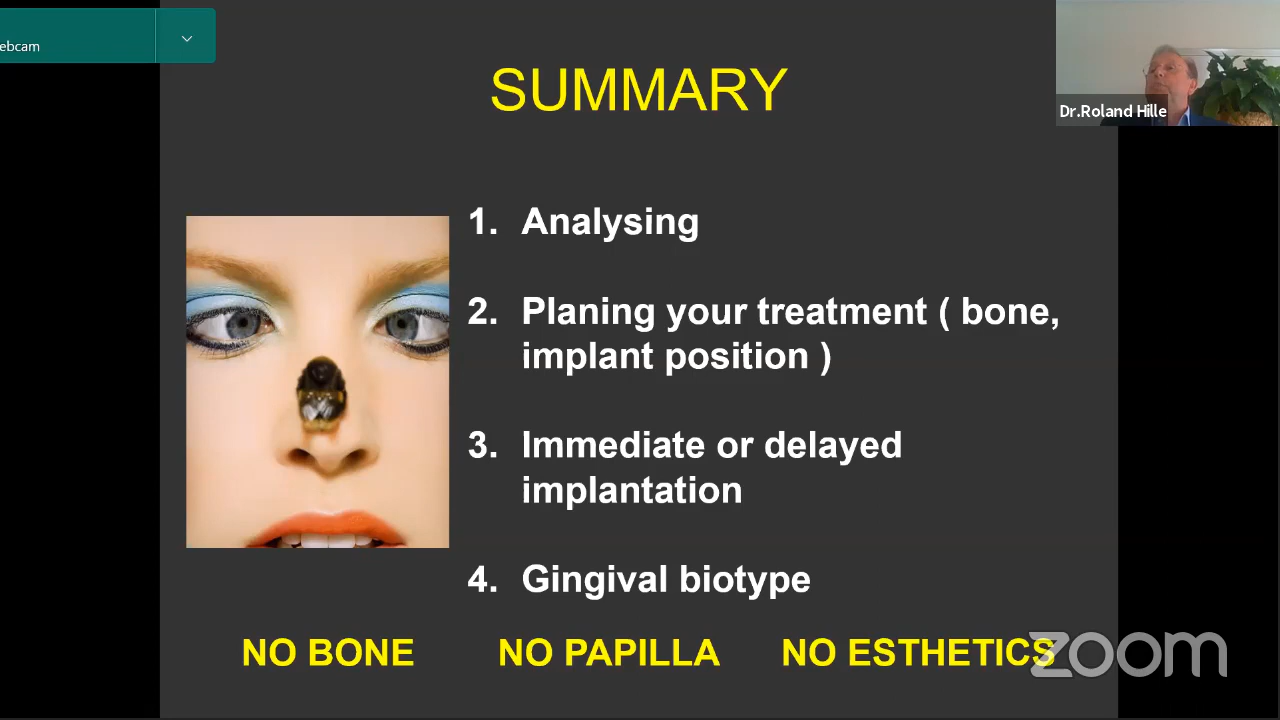 ebcam
SUMMARY
Dr.Roland Hille
1. Analysing
2. Planing your treatment ( bone,
implant position )
3. Immediate or delayed
implantation
4. Gingival biotype
NO BONE NO PAPILLA NO ESTHETICS
zoom